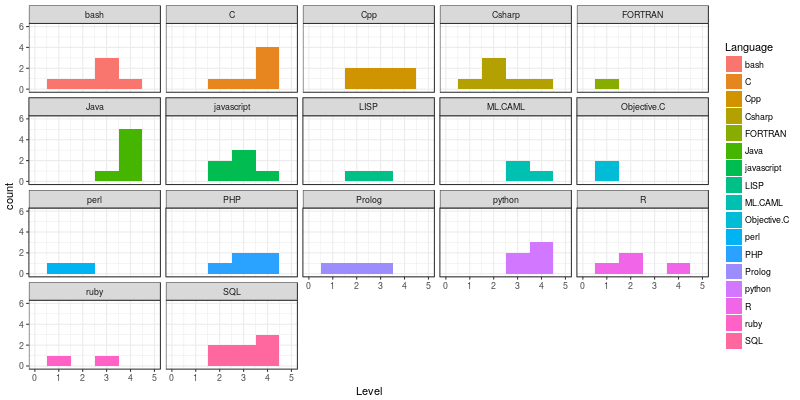 bash C Cpp Csharp FORTRAN
6
4
2
0
Java javascript LISP ML.CAML Objective.C
6
4
2
0
perl PHP Prolog python R
6
4
2
0
0 1 2 3 4 5 0 1 2 3 4 5 0 1 2 3 4 5
ruby SQL
6
4
2
0
0 1 2 3 4 5 0 1 2 3 4 5
count
Level
Language
bash
C
Cpp
Csharp
FORTRAN
Java
javascript
LISP
ML.CAML
Objective.C
perl
PHP
Prolog
python
R
ruby
SQL